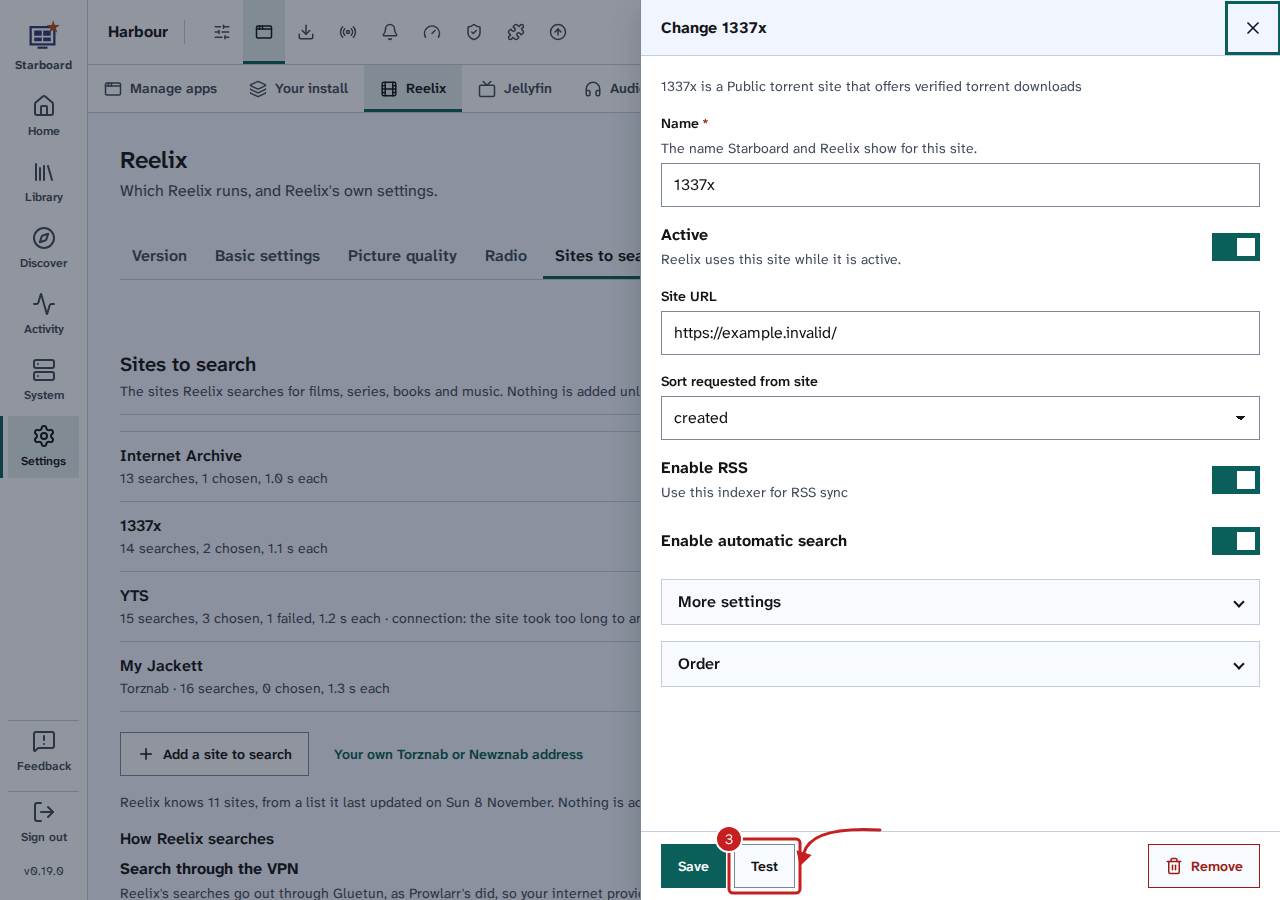 Starboard
Home
Library
Discover
Activity
System
Settings
Feedback
Sign out
v0.19.0
Harbour
Manage apps
Your install
Reelix
Jellyfin
Reelix
Which Reelix runs, and Reelix's own settings.
Version
Basic settings
Picture quality
Radio
Sites to
Sites to search
The sites Reelix searches for films, series, books and music. Nothing is added
Internet Archive
13 searches, 1 chosen, 1.0 s each
1337x
14 searches, 2 chosen, 1.1 s each
YTS
15 searches, 3 chosen, 1 failed, 1.2 s each · connection: the site took too long to
My Jackett
Torznab · 16 searches, 0 chosen, 1.3 s each
Add a site to search
Your own Torznab or Newznab address
Reelix knows 11 sites, from a list it last updated on Sun 8 November. Nothing is
How Reelix searches
Search through the VPN
Reelix's searches go out through Gluetun, as Prowlarr's did, so your internet
Change 1337x
1337x is a Public torrent site that offers verified torrent downloads
Name *
The name Starboard and Reelix show for this site.
1337x
Active
Reelix uses this site while it is active.
Site URL
https://example.invalid/
Sort requested from site
created
Enable RSS
Use this indexer for RSS sync
Enable automatic search
More settings
Order
3
Save
Test
Remove